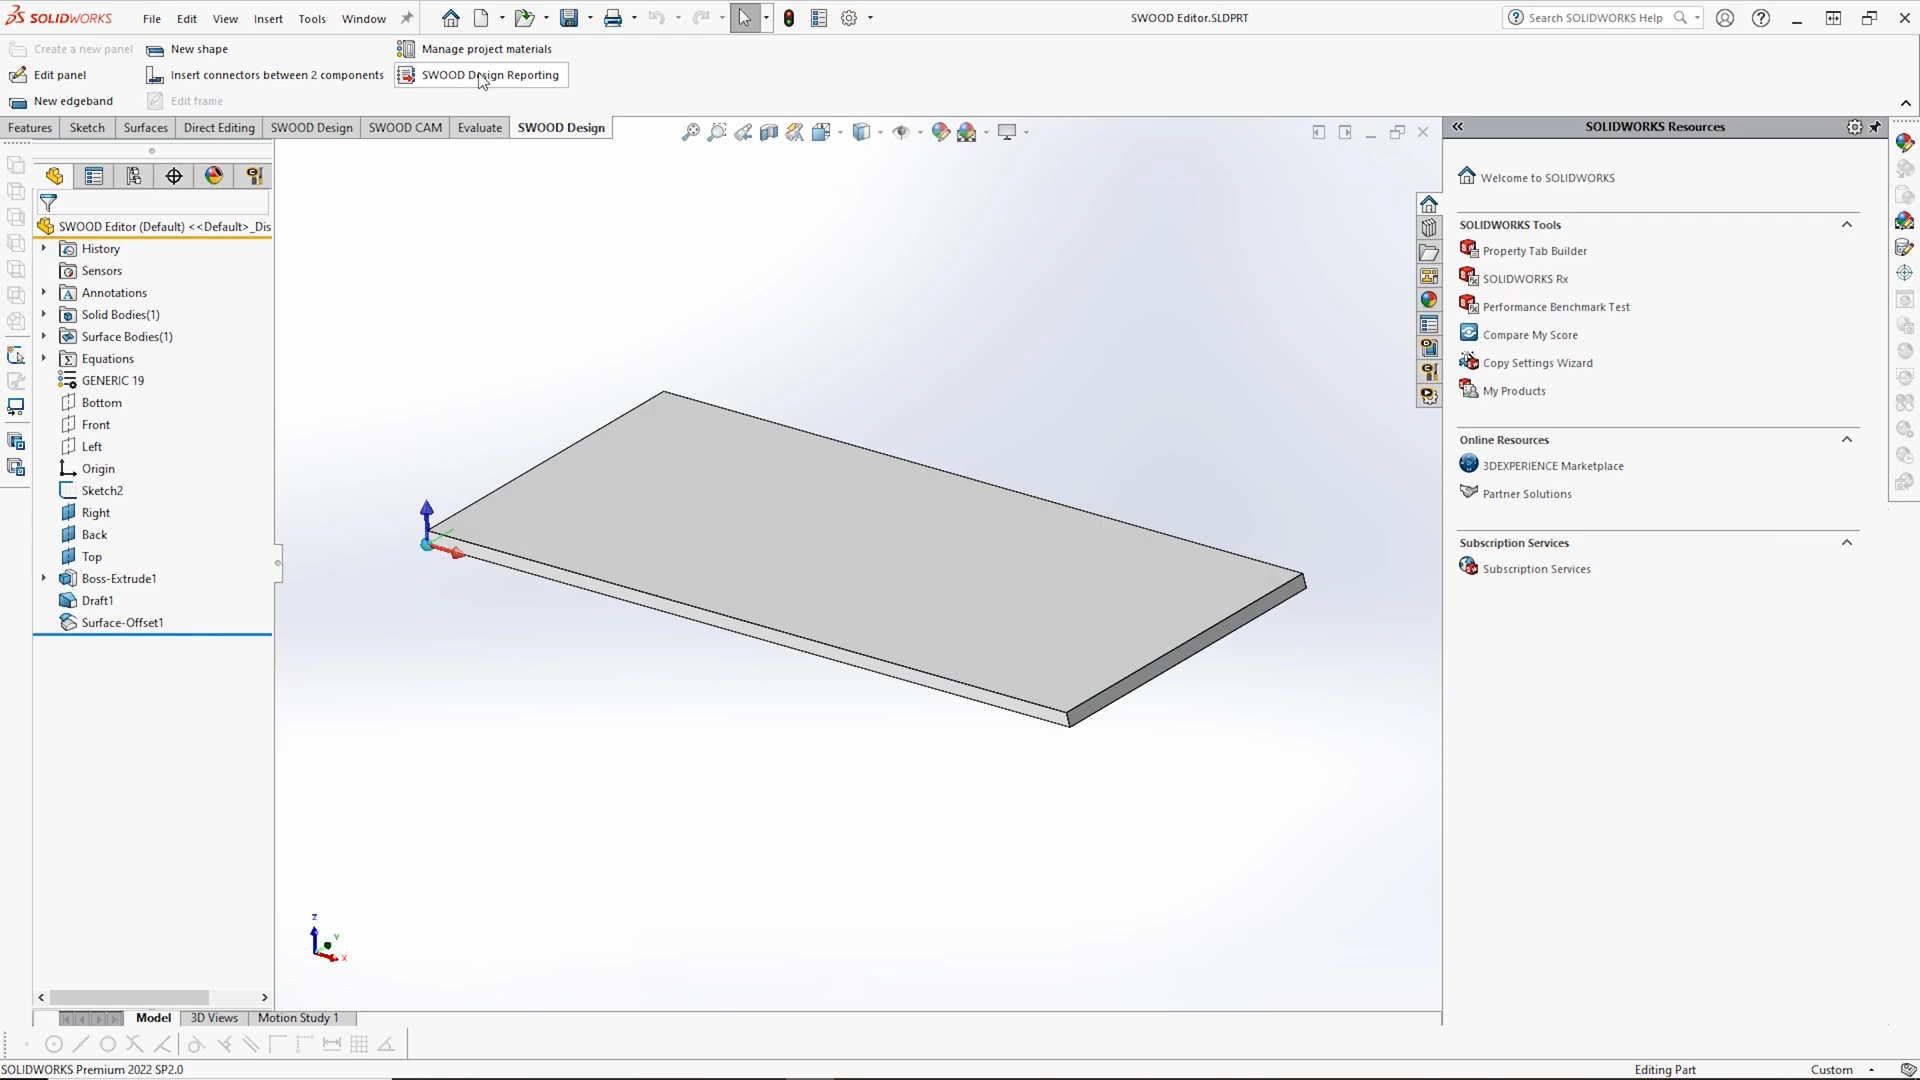 SOLIDWORKS
File
Edit
View
Insert
Tools
Window
SWOOD Editor.SLDPRT
Search SOLIDWORKS Help
Create a new panel
New shape
Manage project materials
Edit panel
Insert connectors between 2 components
SWOOD Design Reporting
New edgeband
Edit frame
Features
Sketch
Surfaces
Direct Editing
SWOOD Design
SWOOD CAM
Evaluate
SWOOD Design
SWOOD Editor (Default) <<Default>_Dis
History
Sensors
Annotations
Solid Bodies(1)
Surface Bodies(1)
Equations
GENERIC 19
Bottom
Front
Left
Origin
Sketch2
Right
Back
Top
Boss-Extrude1
Draft1
Surface-Offset1
Z
Y
X
SOLIDWORKS Resources
Welcome to SOLIDWORKS
SOLIDWORKS Tools
Property Tab Builder
SOLIDWORKS Rx
Performance Benchmark Test
Compare My Score
Copy Settings Wizard
My Products
Online Resources
3DEXPERIENCE Marketplace
Partner Solutions
Subscription Services
Subscription Services
Model
3D Views
Motion Study 1
SOLIDWORKS Premium 2022 SP2.0
Editing Part
Custom